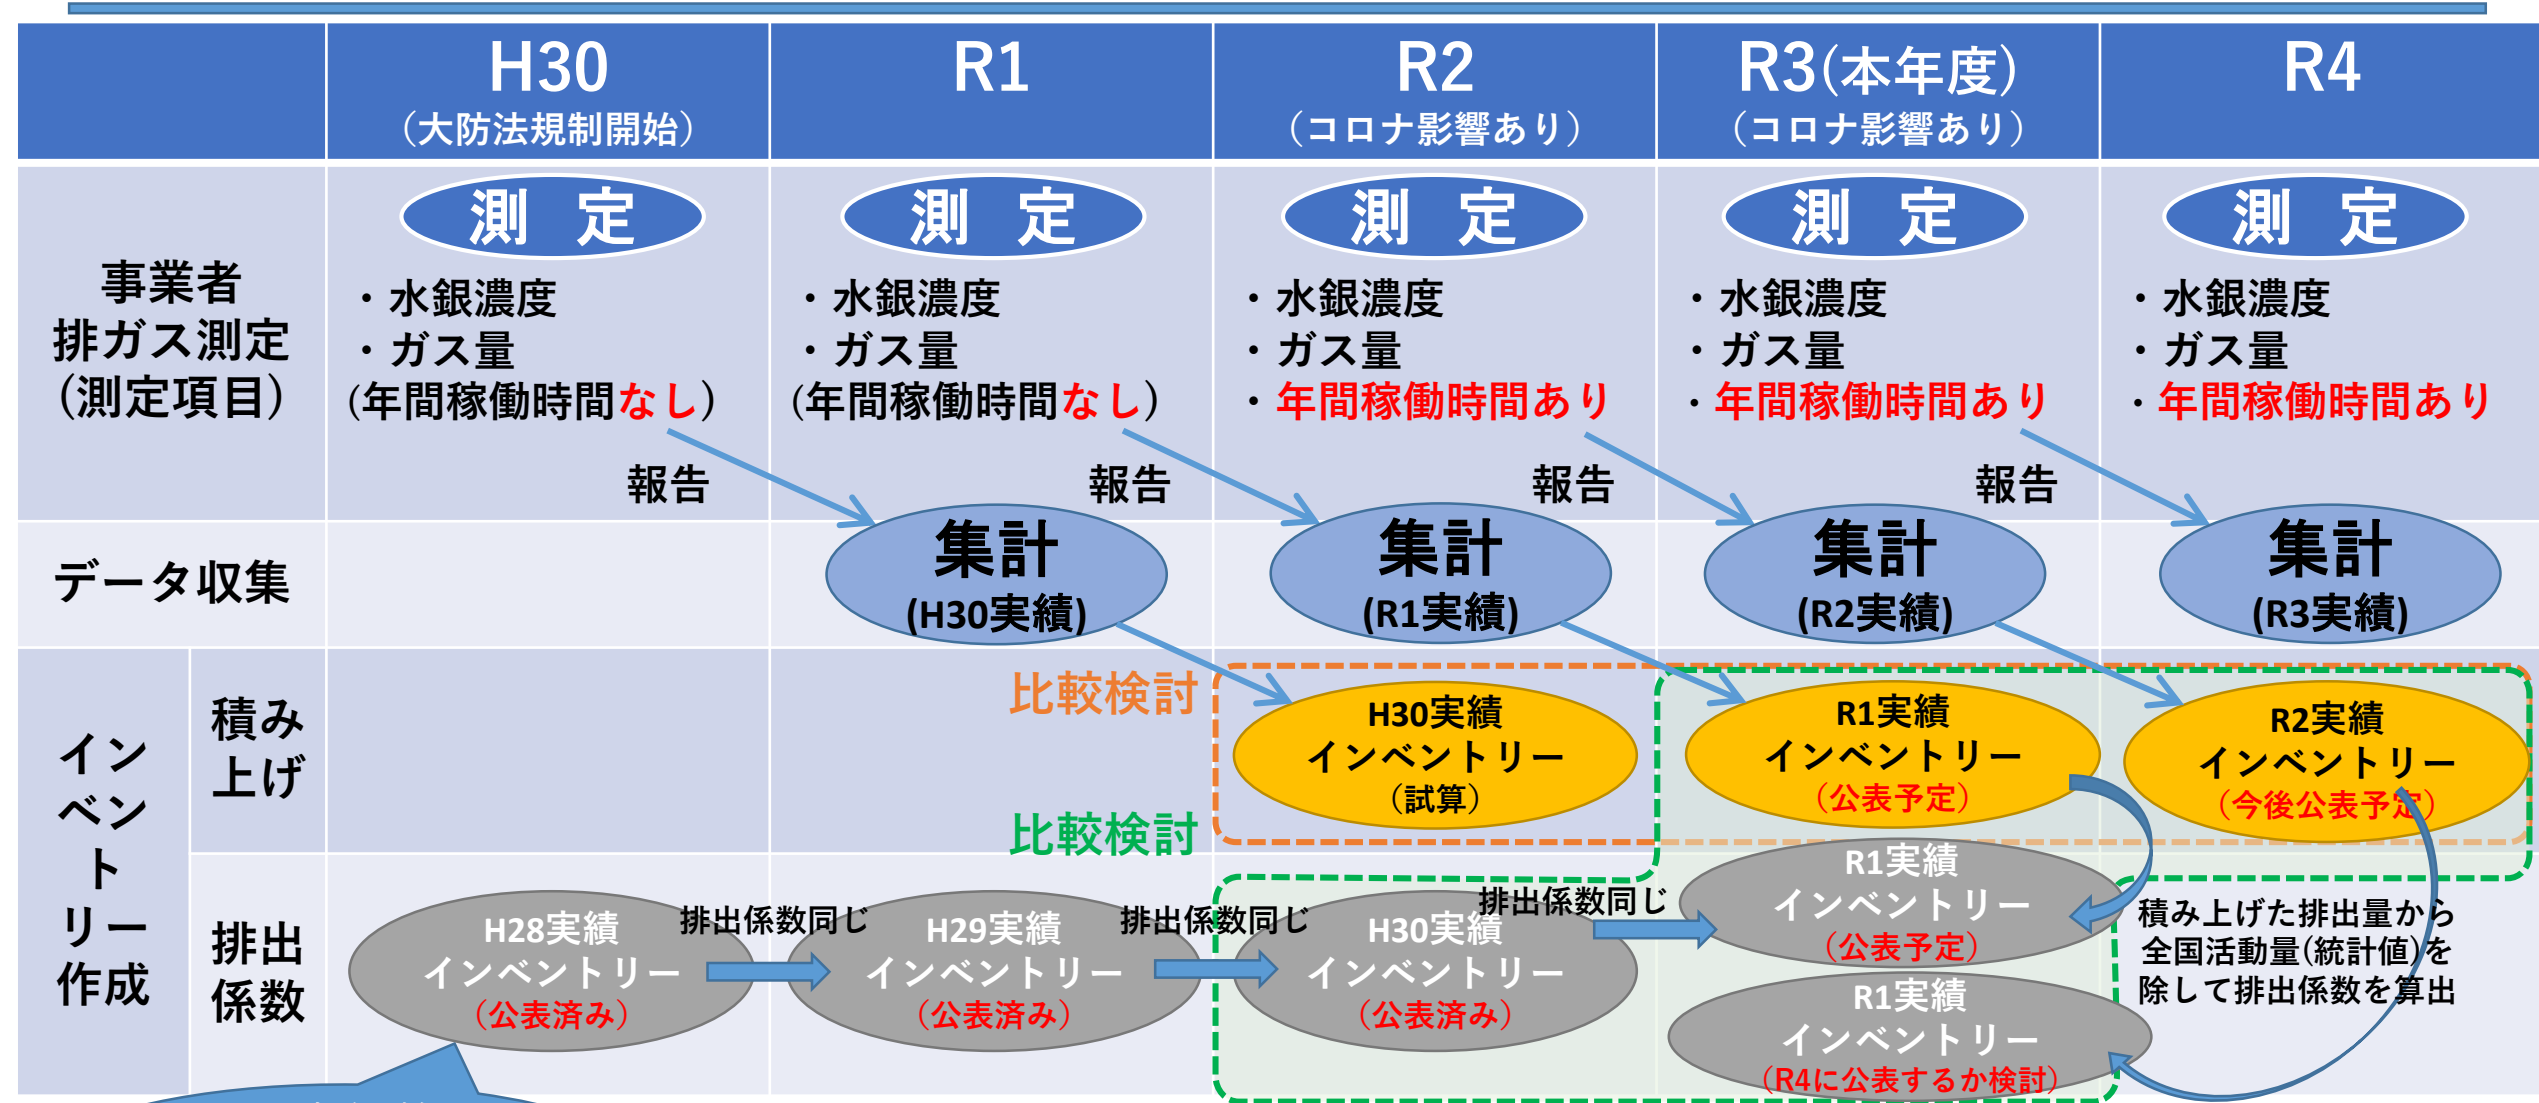 H30
（大防法規制開始）
R1
R2
（コロナ影響あり）
R3(本年度)
（コロナ影響あり）
R4
事業者
排ガス測定
(測定項目)
測 定
・水銀濃度
・ガス量
(年間稼働時間なし)
報告
測 定
・水銀濃度
・ガス量
(年間稼働時間なし)
報告
測 定
・水銀濃度
・ガス量
・年間稼働時間あり
報告
測 定
・水銀濃度
・ガス量
・年間稼働時間あり
報告
測 定
・水銀濃度
・ガス量
・年間稼働時間あり
データ収集
集計
(H30実績)
集計
(R1実績)
集計
(R2実績)
集計
(R3実績)
イン
ベン
ト
リー
作成
積み
上げ
比較検討
比較検討
H30実績
インベントリー
（試算）
R1実績
インベントリー
（公表予定）
R2実績
インベントリー
（今後公表予定）
排出
係数
H28実績
インベントリー
（公表済み）
排出係数同じ
H29実績
インベントリー
（公表済み）
排出係数同じ
H30実績
インベントリー
（公表済み）
排出係数同じ
R1実績
インベントリー
（公表予定）
R1実績
インベントリー
（R4に公表するか検討）
積み上げた排出量から
全国活動量(統計値)を
除して排出係数を算出